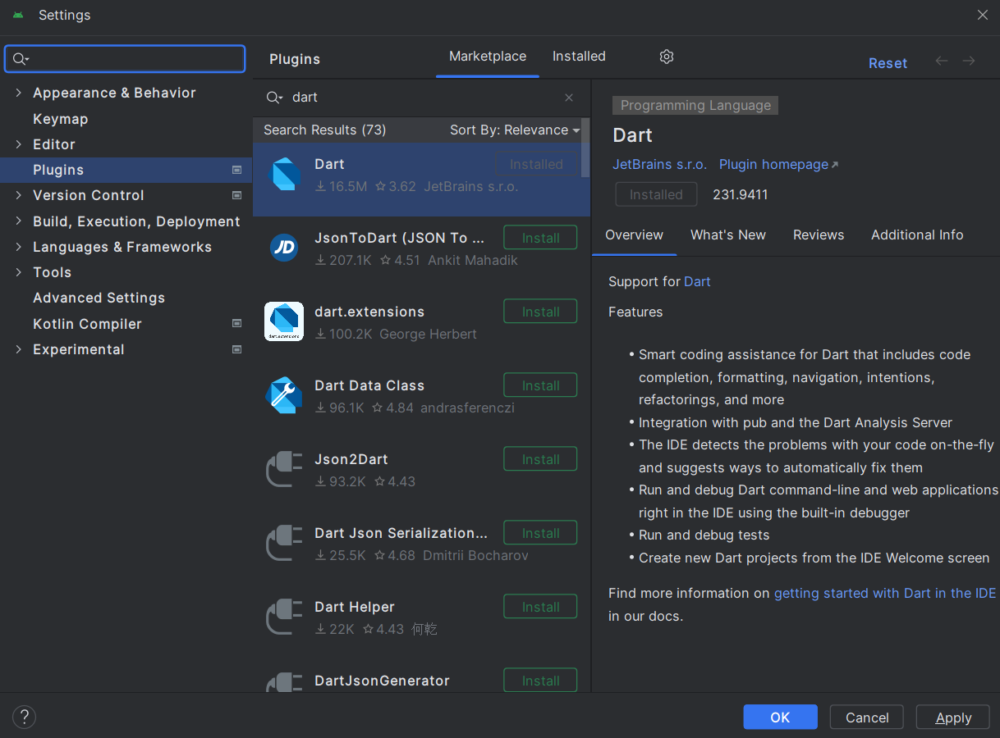 Settings
Plugins
Marketplace
Installed
Reset
Appearance & Behavior
Keymap
Editor
Plugins
Version Control
Build, Execution, Deployment
Languages & Frameworks
Tools
Advanced Settings
Kotlin Compiler
Experimental
dart
Search Results (73)
Sort By: Relevance
Dart
Installed
16.5M 3.62 JetBrains s.r.o.
JsonToDart (JSON To ...
Install
207.1K 4.51 Ankit Mahadik
dart.extensions
dart.extensions
Install
100.2K George Herbert
Dart Data Class
Install
96.1K 4.84 andrasferenczi
Json2Dart
Install
93.2K 4.43
Dart Json Serialization...
Install
25.5K 4.68 Dmitrii Bocharov
Dart Helper
Install
22K 4.43 何乾
DartJsonGenerator
Install
Programming Language
Dart
JetBrains s.r.o. Plugin homepage
Installed
231.9411
Overview
What's New
Reviews
Additional Info
Support for Dart
Features
• Smart coding assistance for Dart that includes code
completion, formatting, navigation, intentions,
refactorings, and more
• Integration with pub and the Dart Analysis Server
• The IDE detects the problems with your code on-the-fly
and suggests ways to automatically fix them
• Run and debug Dart command-line and web applications
right in the IDE using the built-in debugger
• Run and debug tests
• Create new Dart projects from the IDE Welcome screen
Find more information on getting started with Dart in the IDE
in our docs.
?
OK
Cancel
Apply